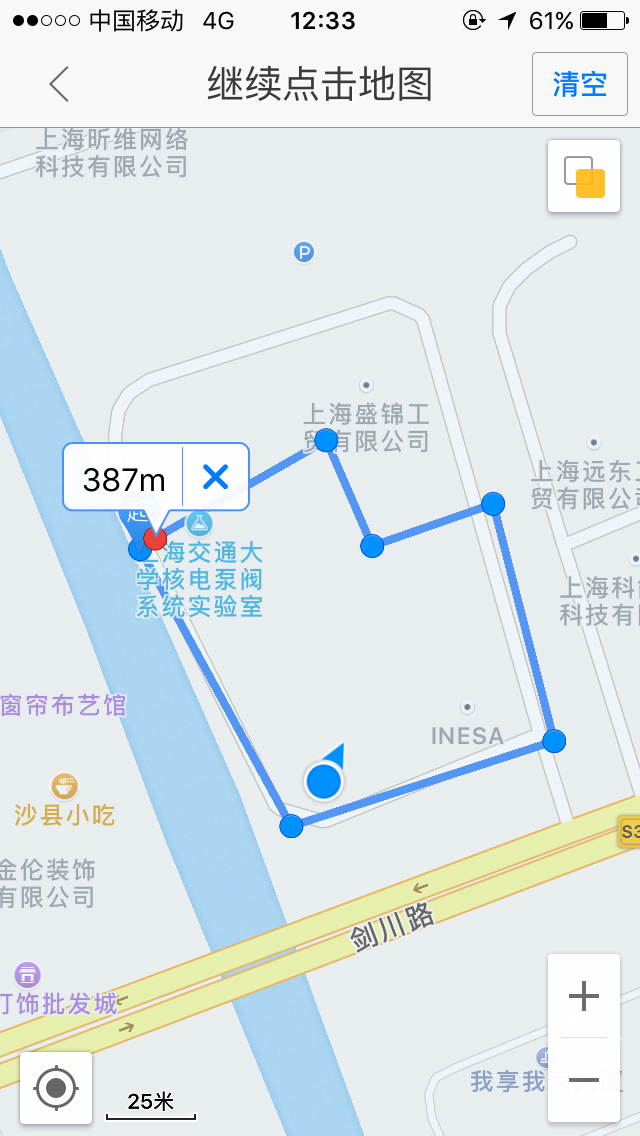 中国移动 4G 12:33 61%
继续点击地图 清空
上海昕维网络
科技有限公司
P
上海盛锦工
贸有限公司
387m
起
上海远东工
贸有限公
海交通大
学核电泵阀
系统实验室
上海科
科技有
窗帘布艺馆
INESA
沙县小吃
S3
金伦装饰
有限公司
剑川路
灯饰批发城
我享我
25米